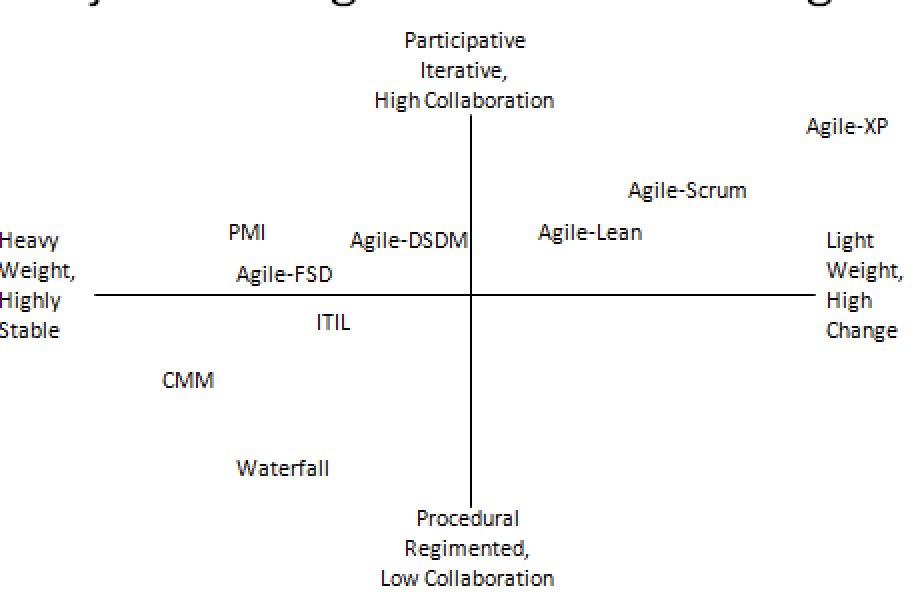 Participative
Iterative,
High Collaboration
Agile-XP
Agile-Scrum
PMI
Agile-DSDM
Agile-Lean
Heavy
Weight,
Highly
Stable
Light
Weight,
High
Change
Agile-FSD
ITIL
CMM
Waterfall
Procedural
Regimented,
Low Collaboration